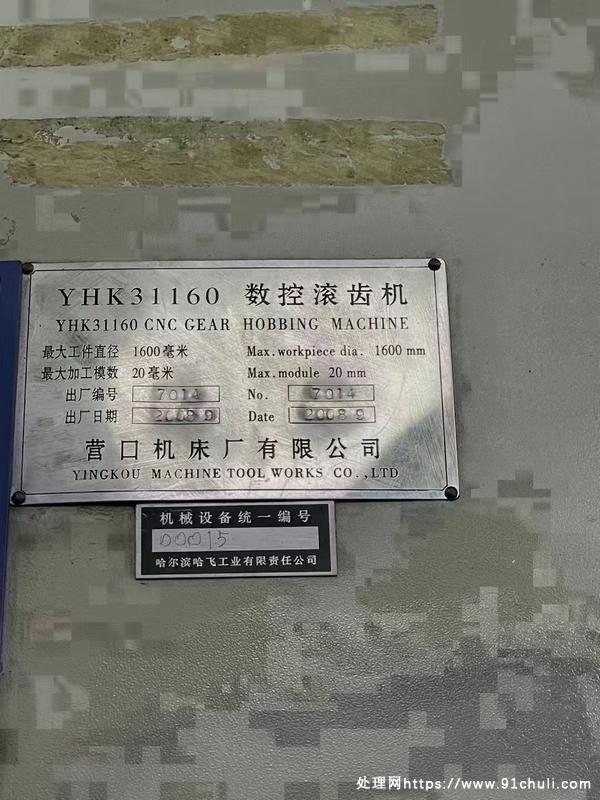 YHK31160 数控滚齿机
YHK31160 CNC GEAR HOBBING MACHINE
最大工件直径 1600毫米 Max.workpiece dia. 1600 mm
最大加工模数 20毫米 Max.module 20 mm
出厂编号 7014 No. 7014
出厂日期 2008 9 Date 2008 9
营口机床厂有限公司
YINGKOU MACHINE TOOL WORKS CO.,LTD
机械设备统一编号
00015
哈尔滨哈飞工业有限责任公司
处理网https://www.91chuli.com/